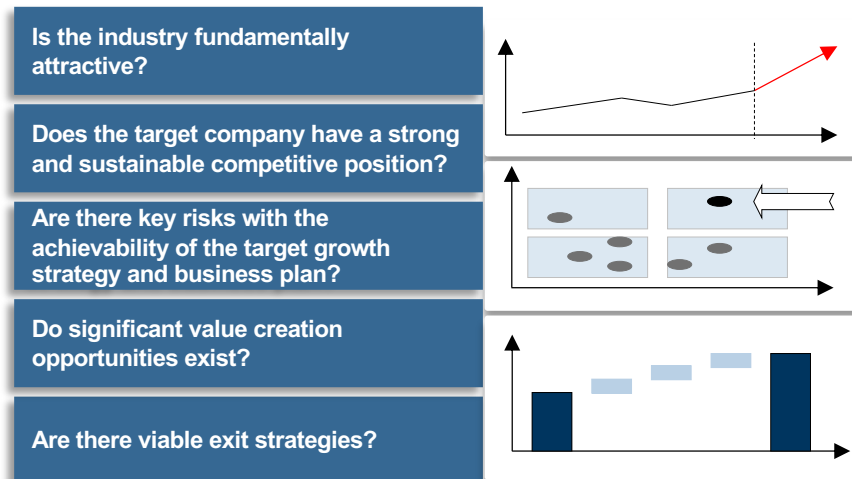 Is the industry fundamentally
attractive?
Does the target company have a strong
and sustainable competitive position?
Are there key risks with the
achievability of the target growth
strategy and business plan?
Do significant value creation
opportunities exist?
Are there viable exit strategies?